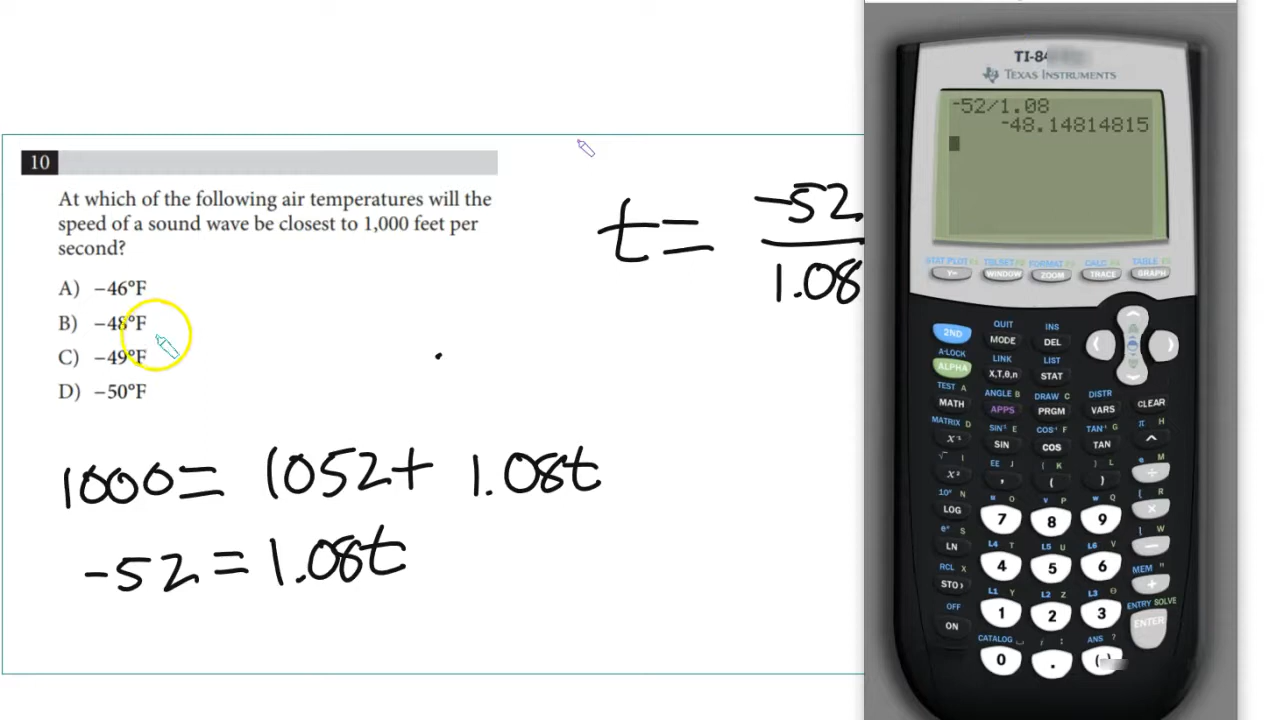 10
At which of the following air temperatures will the
speed of a sound wave be closest to 1,000 feet per
second?
A) −46°F
B) −48°F
C) −49°F
D) −50°F
1000 = 1052 + 1.08t
-52 = 1.08t
t = -52
1.08
TI-84
TEXAS INSTRUMENTS
-52/1.08
-48.14814815
STAT PLOT F1 TBLSET F2 FORMAT F3 CALC F4 TABLE F5
Y= WINDOW ZOOM TRACE GRAPH
QUIT INS
2ND MODE DEL
A-LOCK LINK LIST
ALPHA X,T,θ,n STAT
TEST A ANGLE B DRAW C DISTR
MATH APPS PRGM VARS CLEAR
MATRIX D SIN⁻¹ E COS⁻¹ F TAN⁻¹ G π H
x⁻¹ SIN COS TAN ^
√ I EE J { K } L e M
x² , ( ) ÷
10ˣ N u O v P w Q [ R
LOG 7 8 9 ×
eˣ S L4 T L5 U L6 V ] W
LN 4 5 6 −
RCL X L1 Y L2 Z L3 θ MEM "
STO 1 2 3 +
OFF CATALOG i : ANS ? ENTRY SOLVE
ON 0 . (-) ENTER